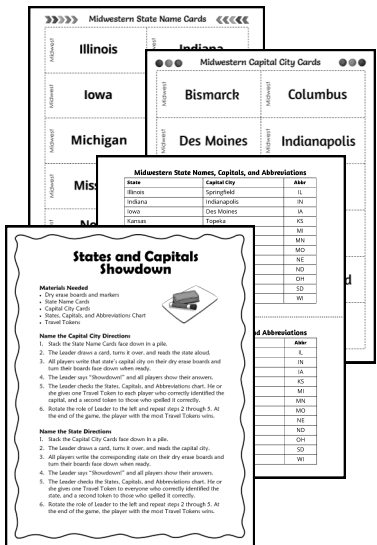 Midwestern State Name Cards
Midwest
Illinois
Indiana
Midwest
Iowa
Midwest
Michigan
Midwest
Midwestern Capital City Cards
Midwest
Bismarck
Midwest
Columbus
Midwest
Des Moines
Midwest
Indianapolis
Midwestern State Names, Capitals, and Abbreviations
State Capital City Abbr
Illinois Springfield IL
Indiana Indianapolis IN
Iowa Des Moines IA
Kansas Topeka KS
MI
MN
MO
NE
ND
OH
SD
WI
Abbreviations
Abbr
IL
IN
IA
KS
MI
MN
MO
NE
ND
OH
SD
WI
States and Capitals
Showdown
Materials Needed
• Dry erase boards and markers
• State Name Cards
• Capital City Cards
• States, Capitals, and Abbreviations Chart
• Travel Tokens
Name the Capital City Directions
1. Stack the State Name Cards face down in a pile.
2. The Leader draws a card, turns it over, and reads the state aloud.
3. All players write that state's capital city on their dry erase boards and
turn their boards face down when ready.
4. The Leader says "Showdown!" and all players show their answers.
5. The Leader checks the States, Capitals, and Abbreviations chart. He or
she gives one Travel Token to each player who correctly identified the
capital, and a second token to those who spelled it correctly.
6. Rotate the role of Leader to the left and repeat steps 2 through 5. At
the end of the game, the player with the most Travel Tokens wins.
Name the State Directions
1. Stack the Capital City Cards face down in a pile.
2. The Leader draws a card, turns it over, and reads the capital city.
3. All players write the corresponding state on their dry erase boards and
turn their boards face down when ready.
4. The Leader says "Showdown!" and all players show their answers.
5. The Leader checks the States, Capitals, and Abbreviations chart. He or
she gives one Travel Token to everyone who correctly identified the
state, and a second token to those who spelled it correctly.
6. Rotate the role of Leader to the left and repeat steps 2 through 5. At
the end of the game, the player with the most Travel Tokens wins.